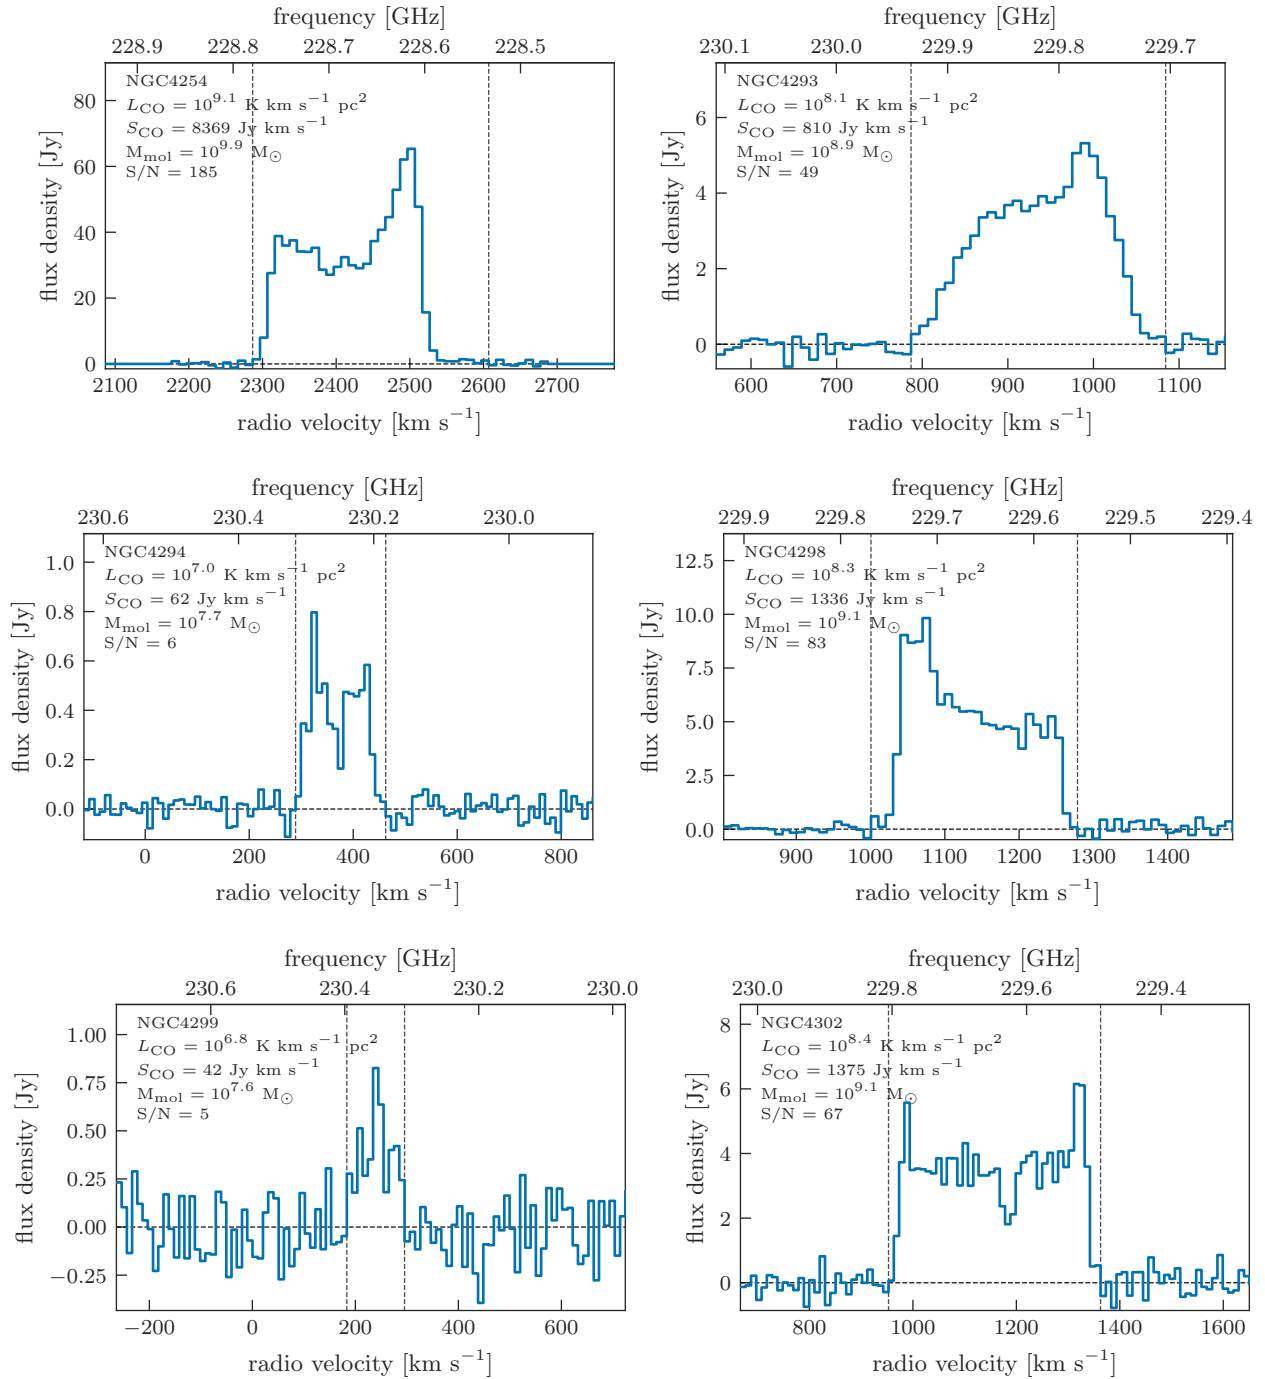 frequency [GHz]
228.9 228.8 228.7 228.6 228.5
NGC4254
L_CO = 10^9.1 K km s^−1 pc^2
S_CO = 8369 Jy km s^−1
M_mol = 10^9.9 M_⊙
S/N = 185
flux density [Jy]
80
60
40
20
0
2100 2200 2300 2400 2500 2600 2700
radio velocity [km s^−1]
frequency [GHz]
230.1 230.0 229.9 229.8 229.7
NGC4293
L_CO = 10^8.1 K km s^−1 pc^2
S_CO = 810 Jy km s^−1
M_mol = 10^8.9 M_⊙
S/N = 49
flux density [Jy]
6
4
2
0
600 700 800 900 1000 1100
radio velocity [km s^−1]
frequency [GHz]
230.6 230.4 230.2 230.0
NGC4294
L_CO = 10^7.0 K km s^−1 pc^2
S_CO = 62 Jy km s^−1
M_mol = 10^7.7 M_⊙
S/N = 6
flux density [Jy]
1.0
0.8
0.6
0.4
0.2
0.0
0 200 400 600 800
radio velocity [km s^−1]
frequency [GHz]
229.9 229.8 229.7 229.6 229.5 229.4
NGC4298
L_CO = 10^8.3 K km s^−1 pc^2
S_CO = 1336 Jy km s^−1
M_mol = 10^9.1 M_⊙
S/N = 83
flux density [Jy]
12.5
10.0
7.5
5.0
2.5
0.0
900 1000 1100 1200 1300 1400
radio velocity [km s^−1]
frequency [GHz]
230.6 230.4 230.2 230.0
NGC4299
L_CO = 10^6.8 K km s^−1 pc^2
S_CO = 42 Jy km s^−1
M_mol = 10^7.6 M_⊙
S/N = 5
flux density [Jy]
1.00
0.75
0.50
0.25
0.00
−0.25
−200 0 200 400 600
radio velocity [km s^−1]
frequency [GHz]
230.0 229.8 229.6 229.4
NGC4302
L_CO = 10^8.4 K km s^−1 pc^2
S_CO = 1375 Jy km s^−1
M_mol = 10^9.1 M_⊙
S/N = 67
flux density [Jy]
8
6
4
2
0
800 1000 1200 1400 1600
radio velocity [km s^−1]